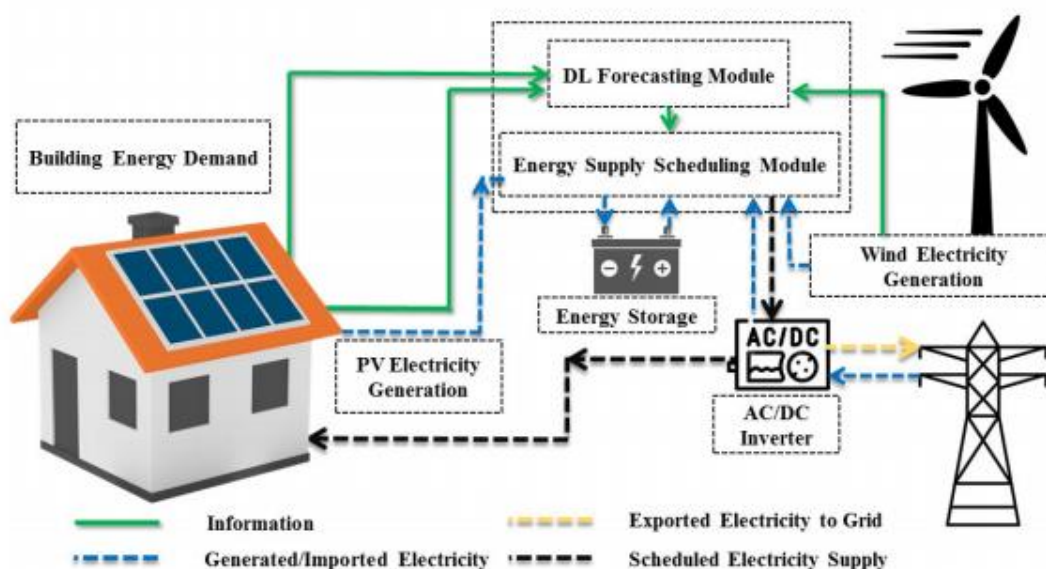 DL Forecasting Module
Building Energy Demand
Energy Supply Scheduling Module
Wind Electricity
Generation
Energy Storage
AC/DC
PV Electricity
Generation
AC/DC
Inverter
Information
Exported Electricity to Grid
Generated/Imported Electricity
Scheduled Electricity Supply